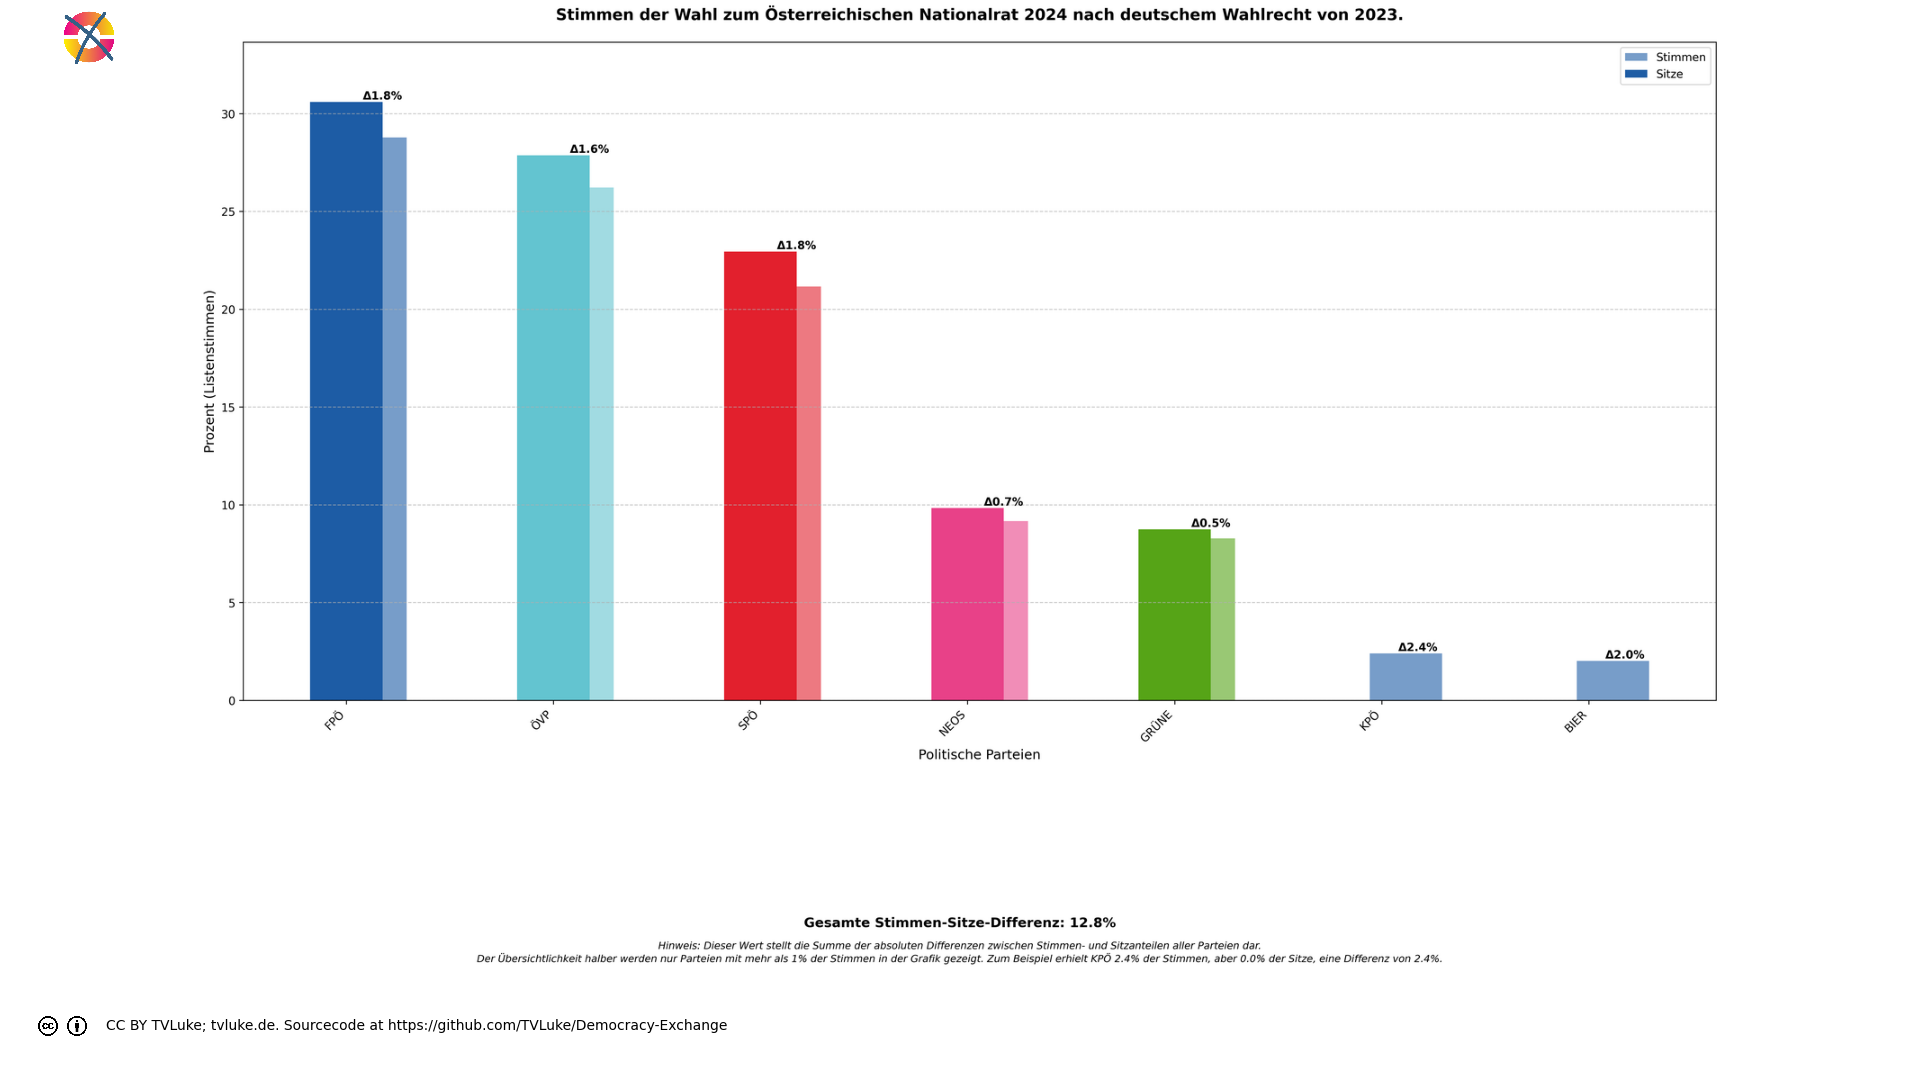 Stimmen der Wahl zum Österreichischen Nationalrat 2024 nach deutschem Wahlrecht von 2023.
Stimmen
Sitze
Δ1.8%
Δ1.6%
Δ1.8%
Δ0.7%
Δ0.5%
Δ2.4%
Δ2.0%
30
25
20
15
10
5
0
Prozent (Listenstimmen)
FPÖ
ÖVP
SPÖ
NEOS
GRÜNE
KPÖ
BIER
Politische Parteien
Gesamte Stimmen-Sitze-Differenz: 12.8%
Hinweis: Dieser Wert stellt die Summe der absoluten Differenzen zwischen Stimmen- und Sitzanteilen aller Parteien dar.
Der Übersichtlichkeit halber werden nur Parteien mit mehr als 1% der Stimmen in der Grafik gezeigt. Zum Beispiel erhielt KPÖ 2.4% der Stimmen, aber 0.0% der Sitze, eine Differenz von 2.4%.
cc CC BY TVLuke; tvluke.de. Sourcecode at https://github.com/TVLuke/Democracy-Exchange